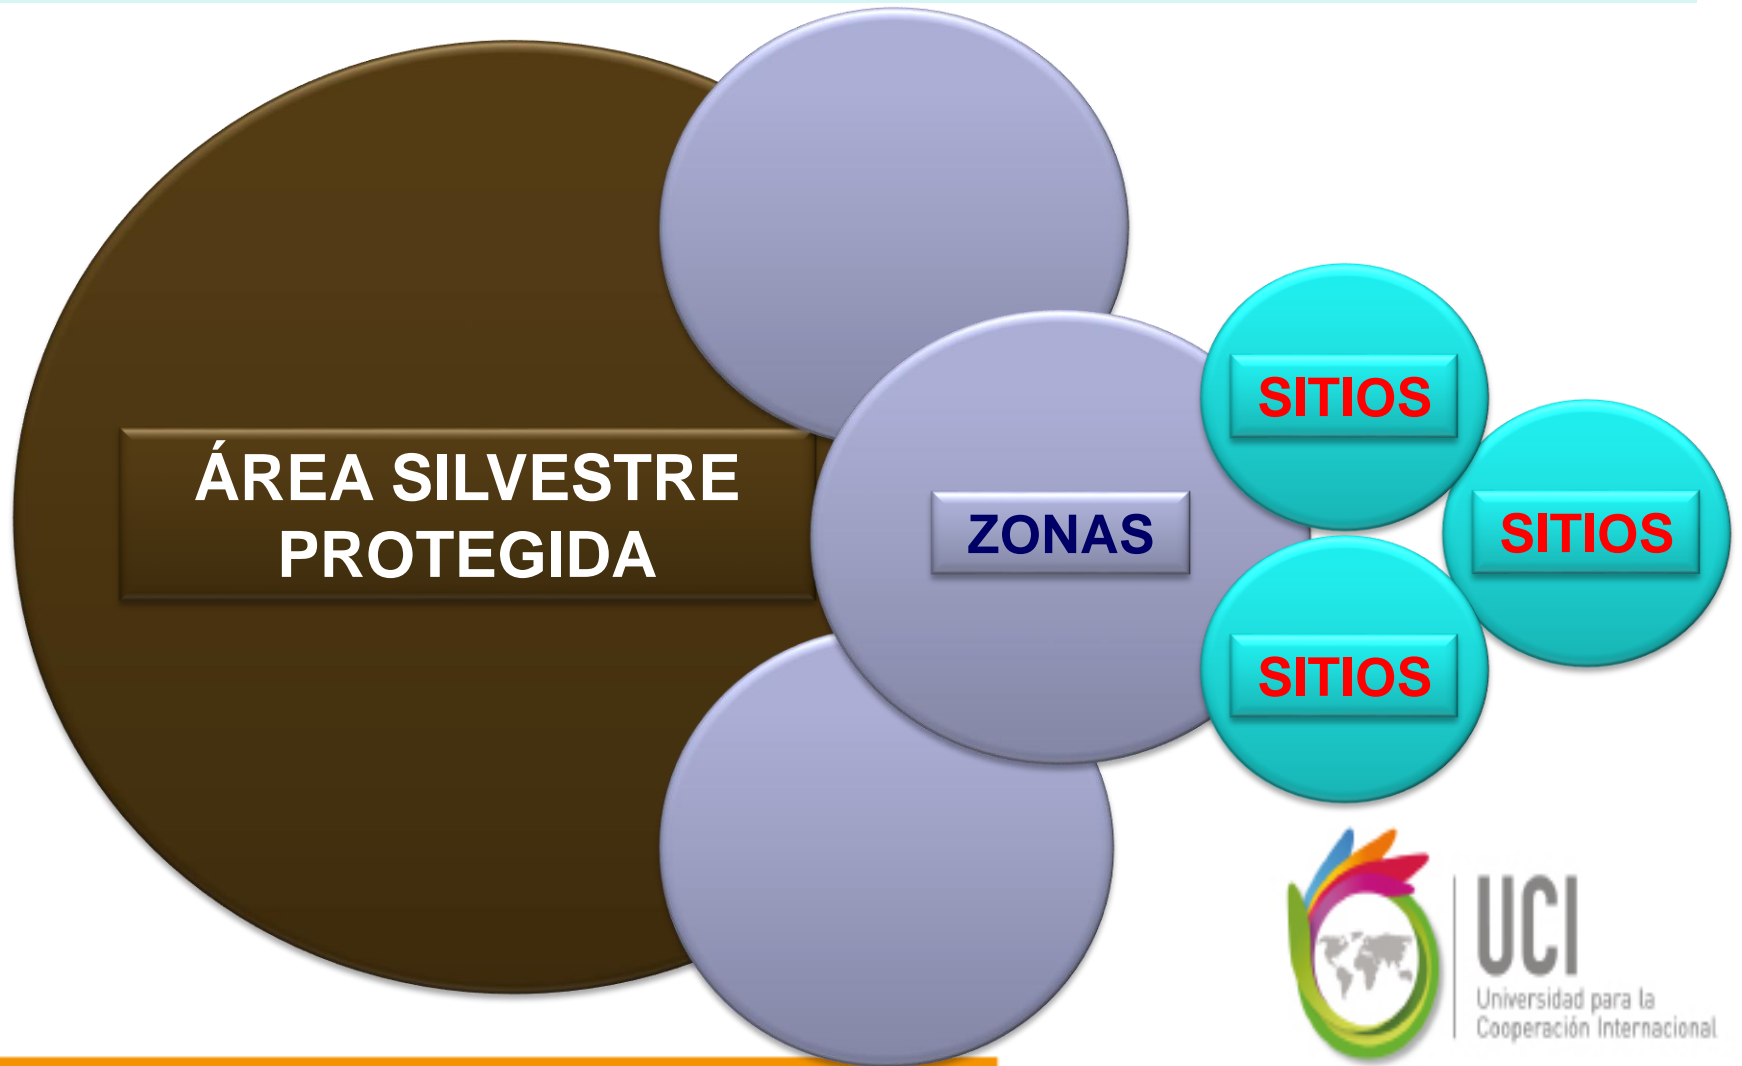 ÁREA SILVESTRE
PROTEGIDA
ZONAS
SITIOS
SITIOS
SITIOS
UCI
Universidad para la
Cooperación Internacional